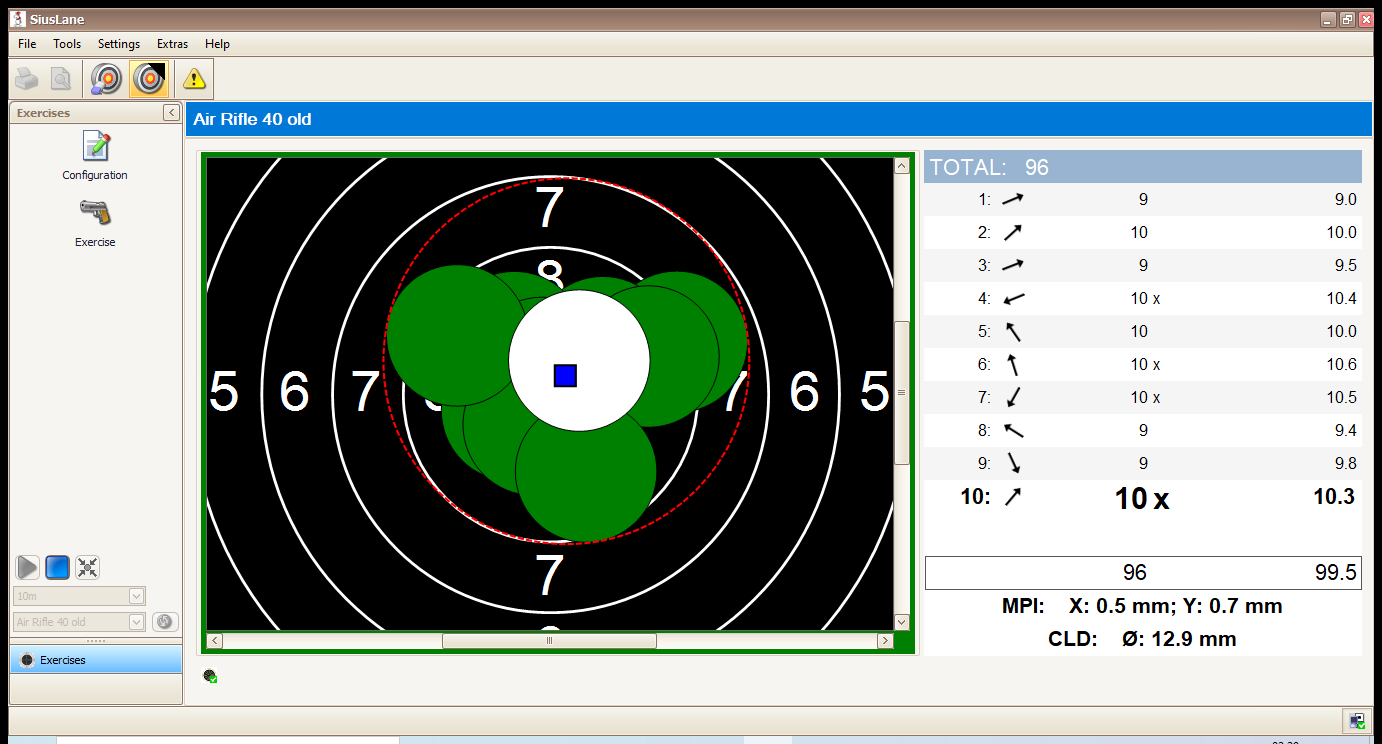 SiusLane
File Tools Settings Extras Help
Exercises
Configuration
Exercise
10m
Air Rifle 40 old
Exercises
Air Rifle 40 old
7
8
5 6 7 7 6 5
7
TOTAL: 96
1: 9 9.0
2: 10 10.0
3: 9 9.5
4: 10 x 10.4
5: 10 10.0
6: 10 x 10.6
7: 10 x 10.5
8: 9 9.4
9: 9 9.8
10: 10 x 10.3
96 99.5
MPI: X: 0.5 mm; Y: 0.7 mm
CLD: Ø: 12.9 mm